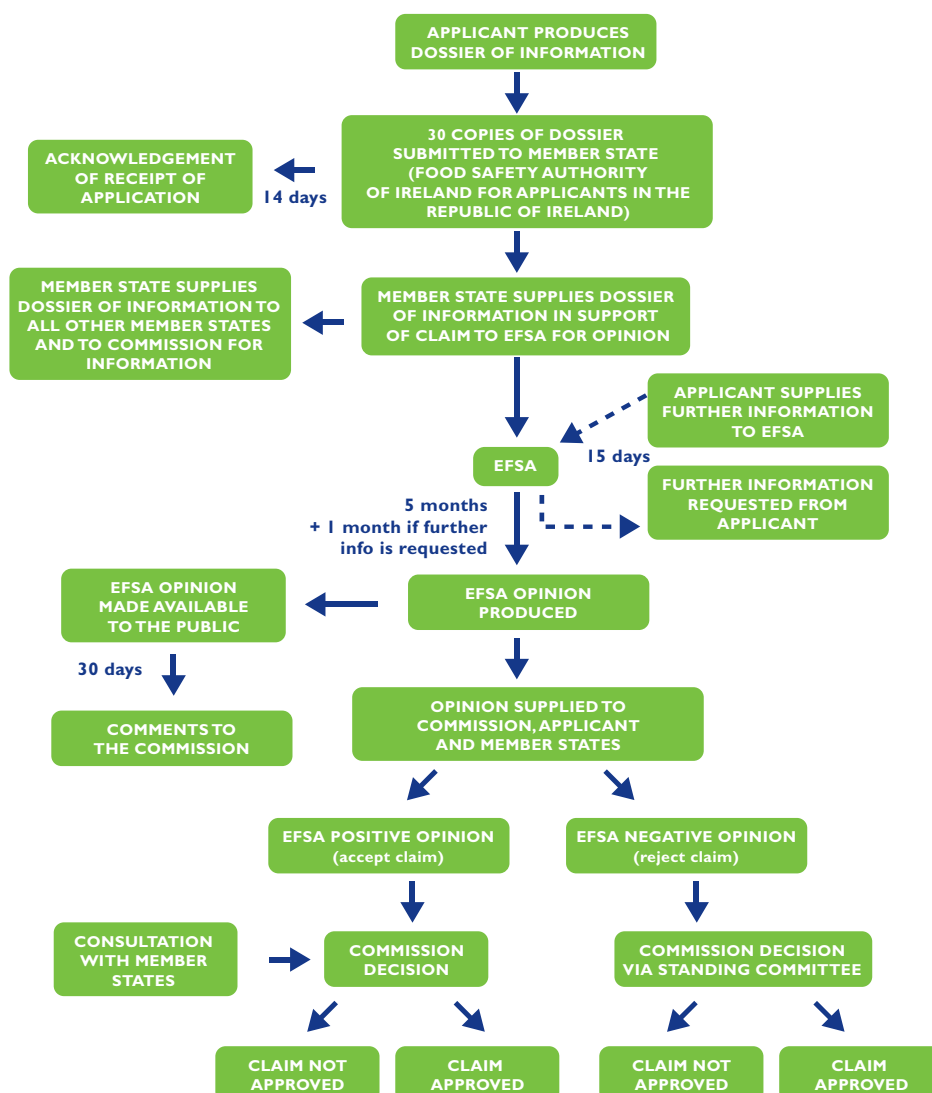 APPLICANT PRODUCES
DOSSIER OF INFORMATION
30 COPIES OF DOSSIER
SUBMITTED TO MEMBER STATE
(FOOD SAFETY AUTHORITY
OF IRELAND FOR APPLICANTS IN THE
REPUBLIC OF IRELAND)
ACKNOWLEDGEMENT
OF RECEIPT OF
APPLICATION
14 days
MEMBER STATE SUPPLIES
DOSSIER OF INFORMATION TO
ALL OTHER MEMBER STATES
AND TO COMMISSION FOR
INFORMATION
MEMBER STATE SUPPLIES DOSSIER
OF INFORMATION IN SUPPORT
OF CLAIM TO EFSA FOR OPINION
APPLICANT SUPPLIES
FURTHER INFORMATION
TO EFSA
15 days
EFSA
FURTHER INFORMATION
REQUESTED FROM
APPLICANT
5 months
+ 1 month if further
info is requested
EFSA OPINION
MADE AVAILABLE
TO THE PUBLIC
EFSA OPINION
PRODUCED
30 days
COMMENTS TO
THE COMMISSION
OPINION SUPPLIED TO
COMMISSION, APPLICANT
AND MEMBER STATES
EFSA POSITIVE OPINION
(accept claim)
EFSA NEGATIVE OPINION
(reject claim)
CONSULTATION
WITH MEMBER
STATES
COMMISSION
DECISION
COMMISSION DECISION
VIA STANDING COMMITTEE
CLAIM NOT
APPROVED
CLAIM
APPROVED
CLAIM NOT
APPROVED
CLAIM
APPROVED